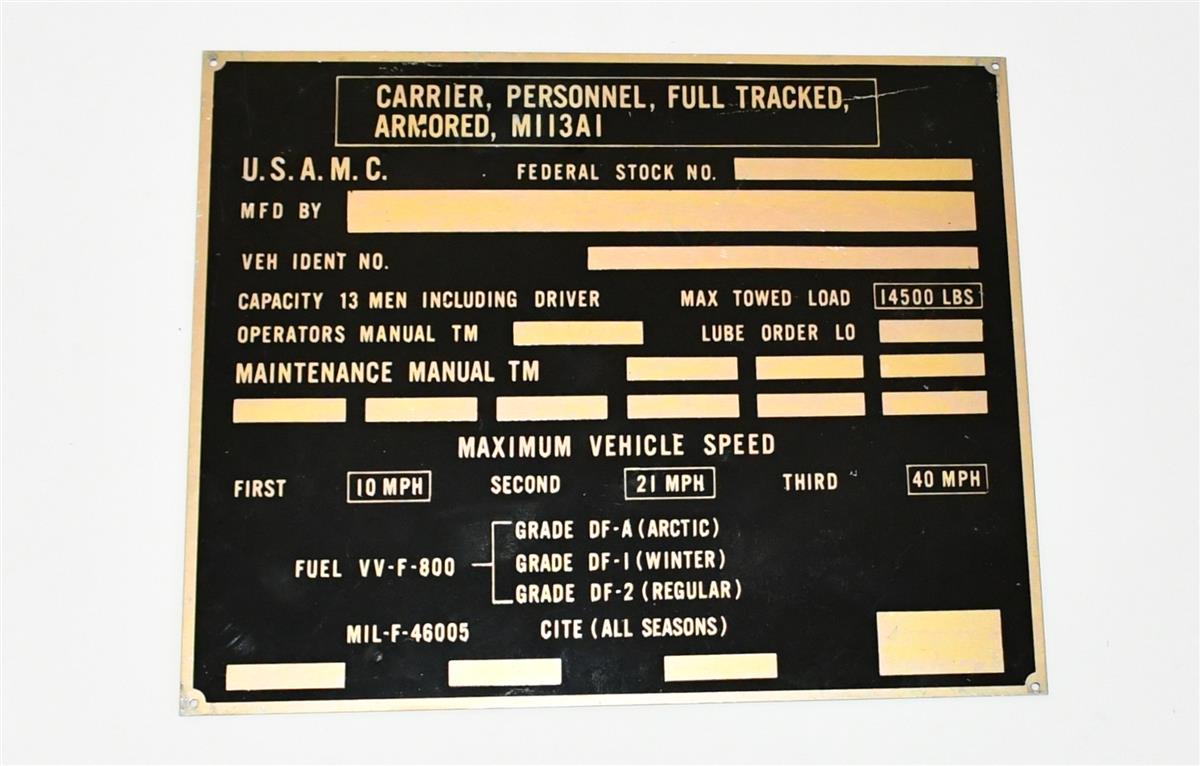 CARRIER, PERSONNEL, FULL TRACKED,
ARMORED, M113A1
U.S.A.M.C. FEDERAL STOCK NO.
MFD BY
VEH IDENT NO.
CAPACITY 13 MEN INCLUDING DRIVER MAX TOWED LOAD 14500 LBS
OPERATORS MANUAL TM LUBE ORDER LO
MAINTENANCE MANUAL TM
MAXIMUM VEHICLE SPEED
FIRST 10 MPH SECOND 21 MPH THIRD 40 MPH
GRADE DF-A (ARCTIC)
FUEL VV-F-800 GRADE DF-1 (WINTER)
GRADE DF-2 (REGULAR)
MIL-F-46005 CITE (ALL SEASONS)